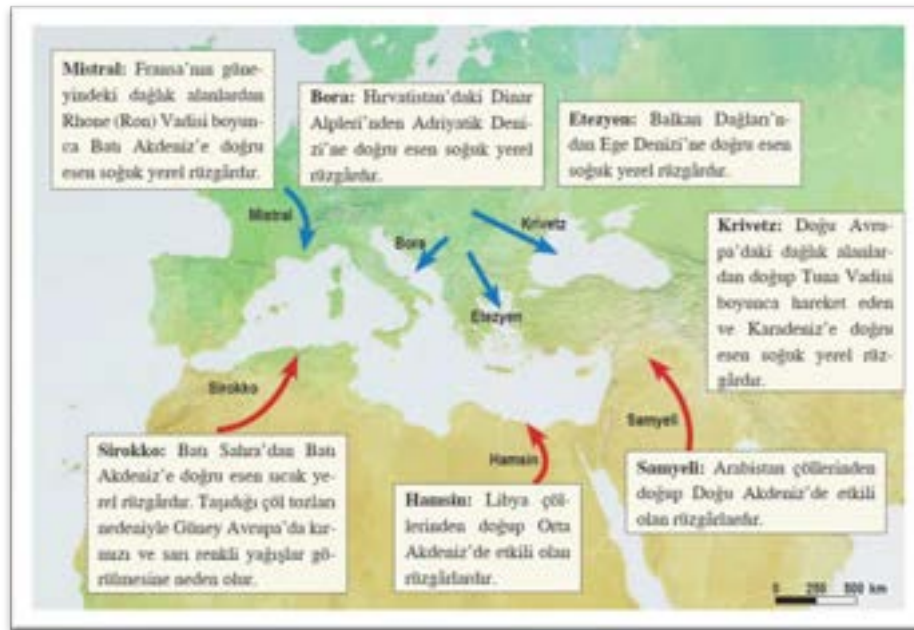 Mistral: Fransa'nın güne-
yindeki dağlık alanlardan
Rhone (Ron) Vadisi boyun-
ca Batı Akdeniz'e doğru
esen soğuk yerel rüzgârdır.
Bora: Hırvatistan'daki Dinar
Alpleri'nden Adriyatik Deni-
zi'ne doğru esen soğuk yerel
rüzgârdır.
Etezyen: Balkan Dağları'n-
dan Ege Denizi'ne doğru esen
soğuk yerel rüzgârdır.
Krivetz: Doğu Avru-
pa'daki dağlık alanlar-
dan doğup Tuna Vadisi
boyunca hareket eden
ve Karadeniz'e doğru
esen soğuk yerel rüz-
gârdır.
Mistral
Bora
Krivetz
Etezyen
Sirokko
Hamsin
Samyeli
Sirokko: Batı Sahra'dan Batı
Akdeniz'e doğru esen sıcak ye-
rel rüzgârdır. Taşıdığı çöl tozları
nedeniyle Güney Avrupa'da kır-
mızı ve sarı renkli yağışlar gö-
rülmesine neden olur.
Hamsin: Libya çöl-
lerinden doğup Orta
Akdeniz'de etkili olan
rüzgârlardır.
Samyeli: Arabistan çöllerinden
doğup Doğu Akdeniz'de etkili
olan rüzgârlardır.
0 250 500 km